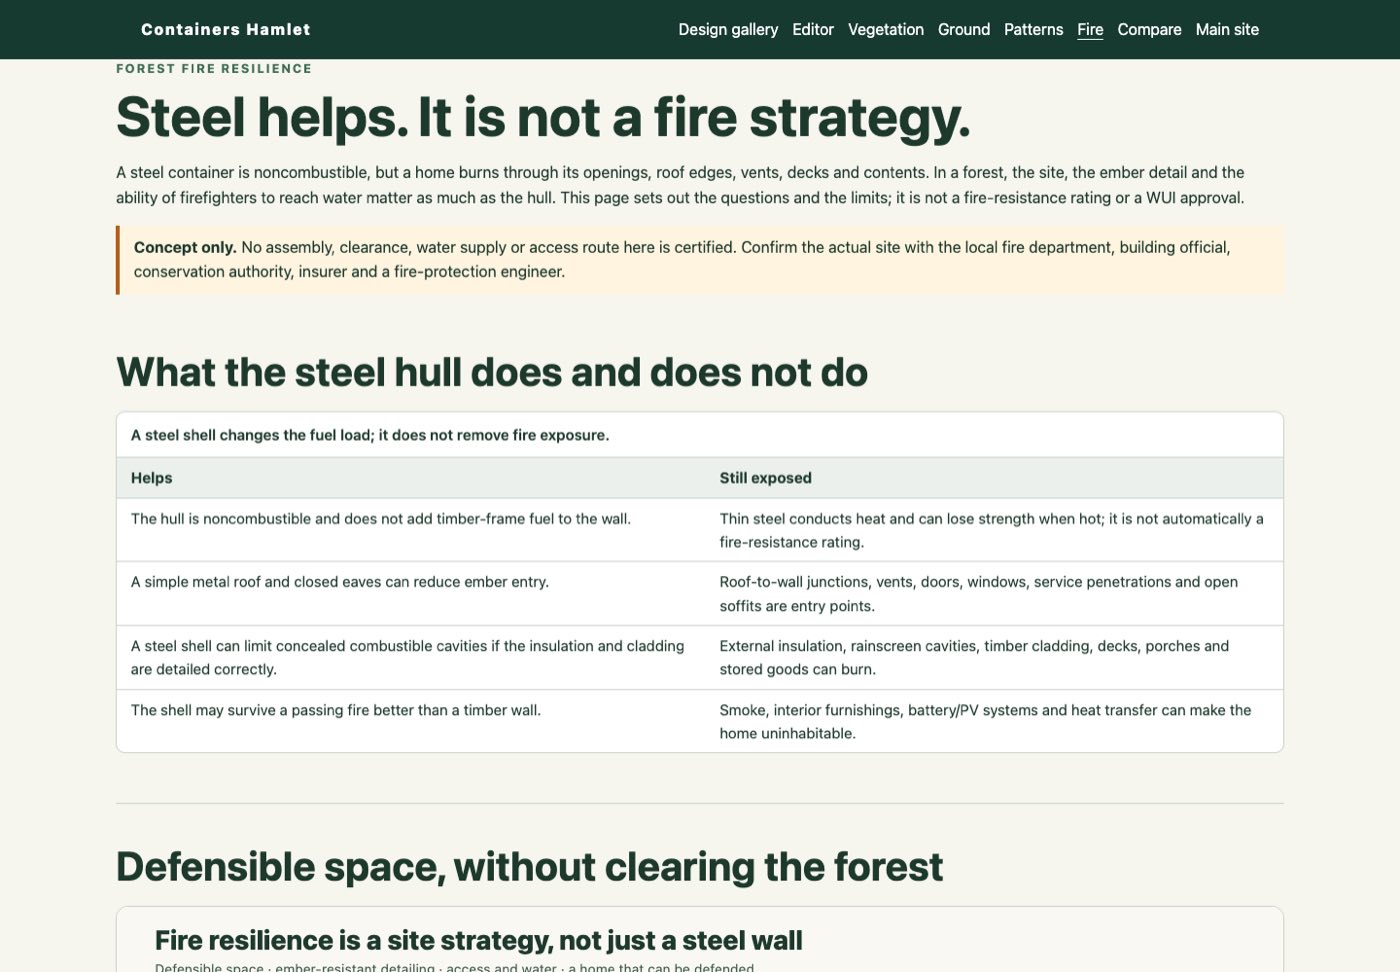 Containers Hamlet
Design gallery Editor Vegetation Ground Patterns Fire Compare Main site
FOREST FIRE RESILIENCE
Steel helps. It is not a fire strategy.
A steel container is noncombustible, but a home burns through its openings, roof edges, vents, decks and contents. In a forest, the site, the ember detail and the
ability of firefighters to reach water matter as much as the hull. This page sets out the questions and the limits; it is not a fire-resistance rating or a WUI approval.
Concept only. No assembly, clearance, water supply or access route here is certified. Confirm the actual site with the local fire department, building official,
conservation authority, insurer and a fire-protection engineer.
What the steel hull does and does not do
A steel shell changes the fuel load; it does not remove fire exposure.
Helps
Still exposed
The hull is noncombustible and does not add timber-frame fuel to the wall.
Thin steel conducts heat and can lose strength when hot; it is not automatically a
fire-resistance rating.
A simple metal roof and closed eaves can reduce ember entry.
Roof-to-wall junctions, vents, doors, windows, service penetrations and open
soffits are entry points.
A steel shell can limit concealed combustible cavities if the insulation and cladding
are detailed correctly.
External insulation, rainscreen cavities, timber cladding, decks, porches and
stored goods can burn.
The shell may survive a passing fire better than a timber wall.
Smoke, interior furnishings, battery/PV systems and heat transfer can make the
home uninhabitable.
Defensible space, without clearing the forest
Fire resilience is a site strategy, not just a steel wall
Defensible space · ember-resistant detailing · access and water · a home that can be defended